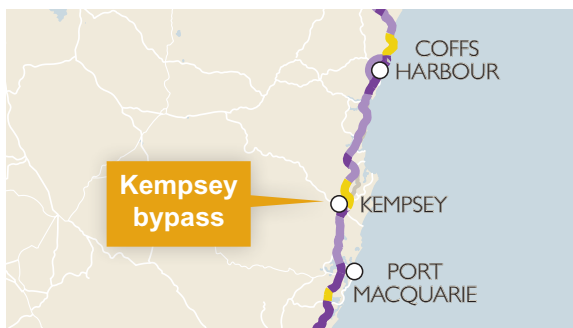 COFFS
HARBOUR
Kempsey
bypass
KEMPSEY
PORT
MACQUARIE